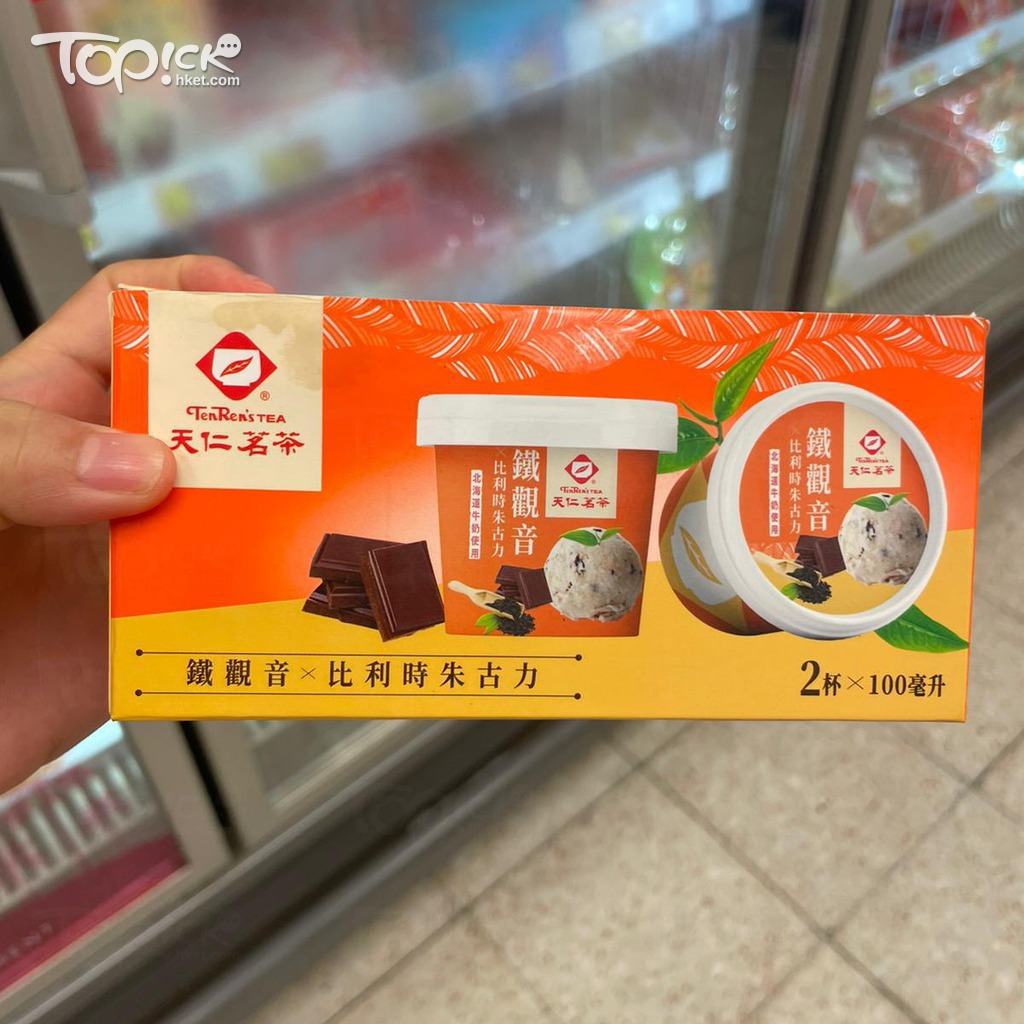 TOPick
hket.com
TenRen's TEA
天仁茗茶
鐵觀音
×比利時朱古力
北海道牛奶使用
TenRen's TEA
天仁茗茶
鐵觀音
×比利時朱古力
北海道牛奶使用
TenRen's TEA
天仁茗茶
鐵觀音×比利時朱古力
2杯×100毫升